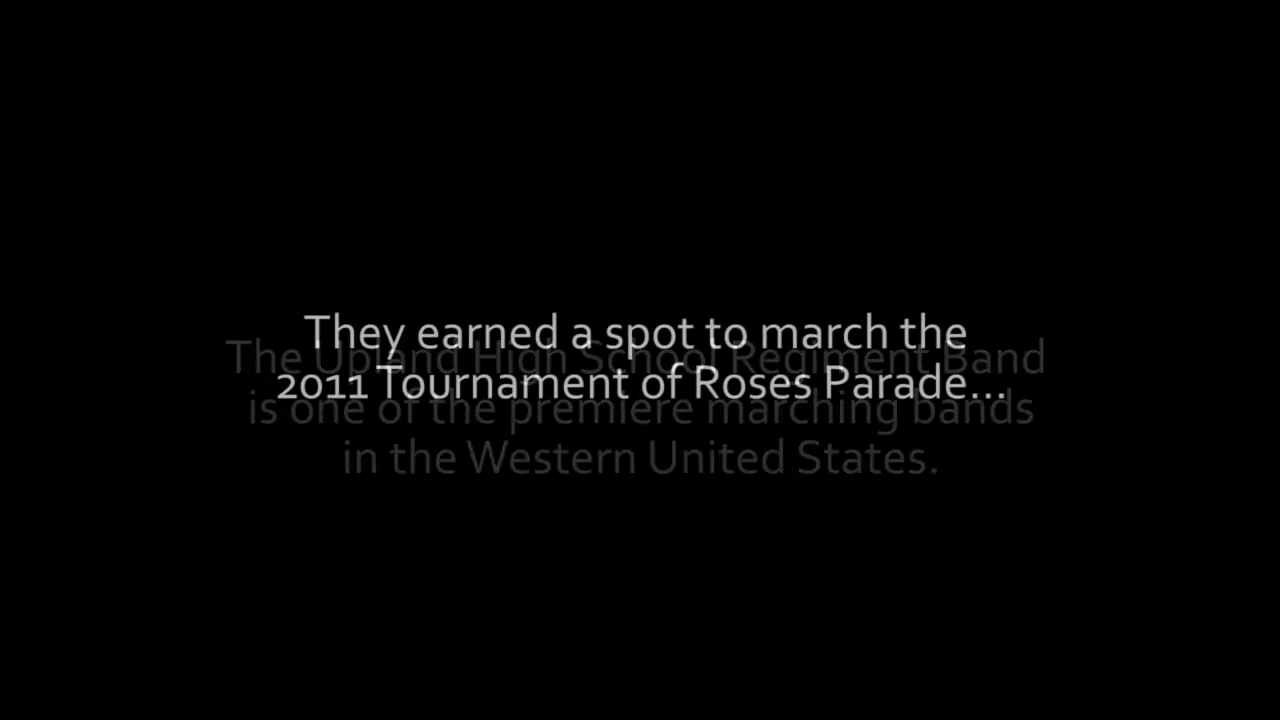 They earned a spot to march the
2011 Tournament of Roses Parade...
The Upland High School Regiment Band
is one of the premiere marching bands
in the Western United States.